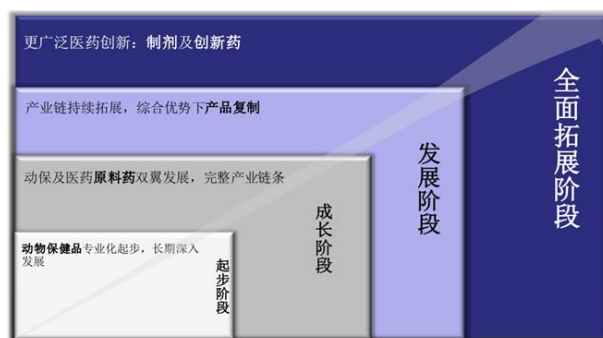 更广泛医药创新：制剂及创新药
全面拓展阶段
产业链持续拓展，综合优势下产品复制
发展阶段
动保及医药原料药双翼发展，完整产业链条
成长阶段
动物保健品专业化起步，长期深入
发展
起步阶段